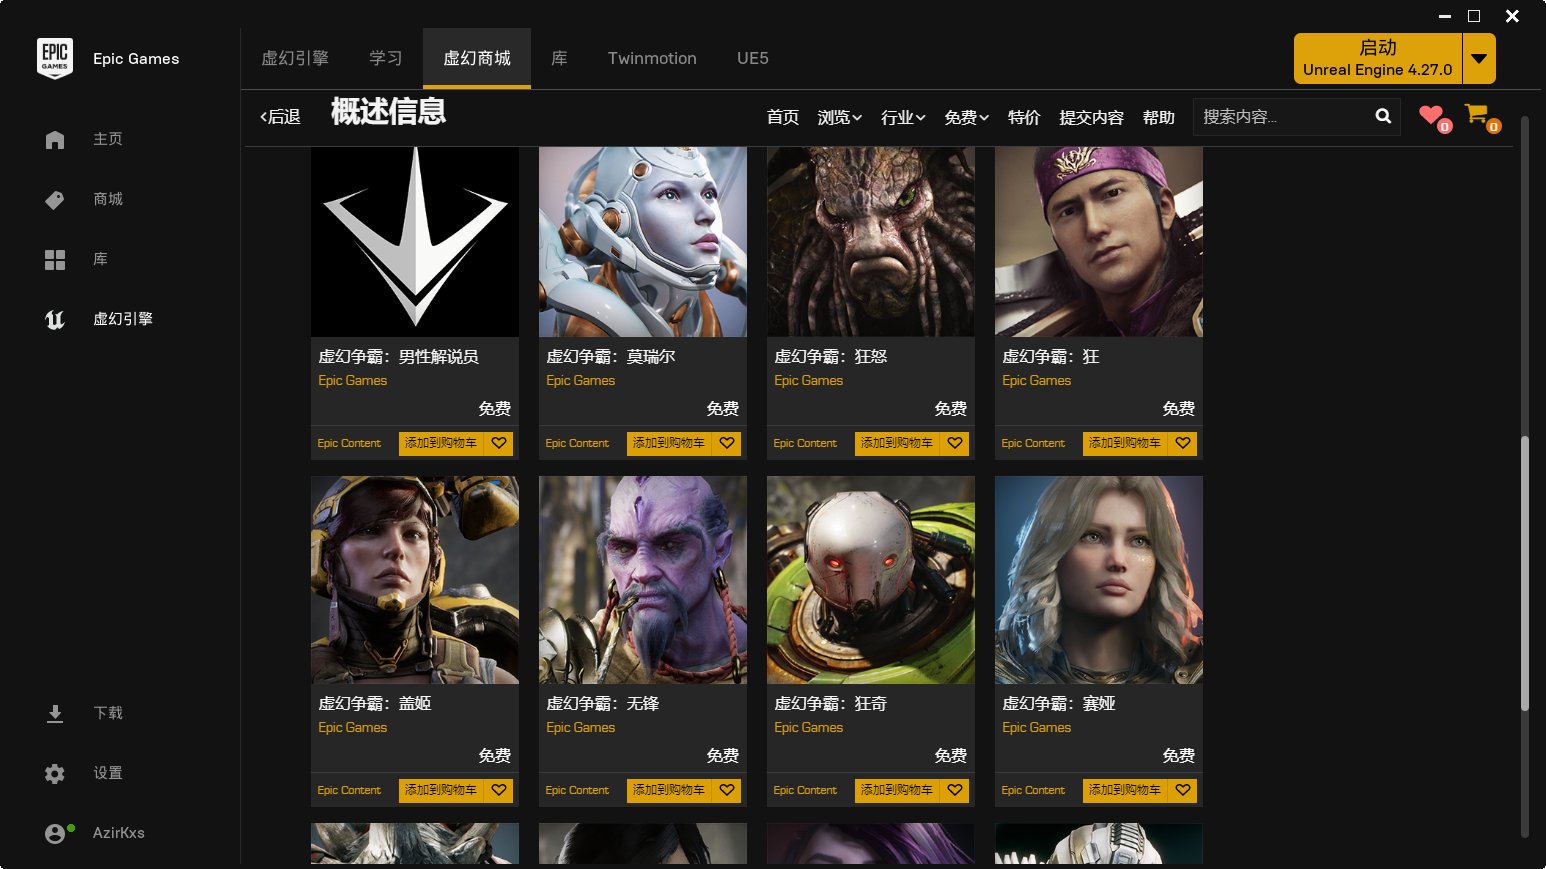 EPIC
GAMES
Epic Games
虚幻引擎
学习
虚幻商城
库
Twinmotion
UE5
启动
Unreal Engine 4.27.0
后退
概述信息
首页
浏览
行业
免费
特价
提交内容
帮助
搜索内容...
0
0
主页
商城
库
虚幻引擎
虚幻争霸：男性解说员
Epic Games
免费
Epic Content
添加到购物车
虚幻争霸：莫瑞尔
Epic Games
免费
Epic Content
添加到购物车
虚幻争霸：狂怒
Epic Games
免费
Epic Content
添加到购物车
虚幻争霸：狂
Epic Games
免费
Epic Content
添加到购物车
虚幻争霸：盖姬
Epic Games
免费
Epic Content
添加到购物车
虚幻争霸：无锋
Epic Games
免费
Epic Content
添加到购物车
虚幻争霸：狂奇
Epic Games
免费
Epic Content
添加到购物车
虚幻争霸：赛娅
Epic Games
免费
Epic Content
添加到购物车
下载
设置
AzirKxs